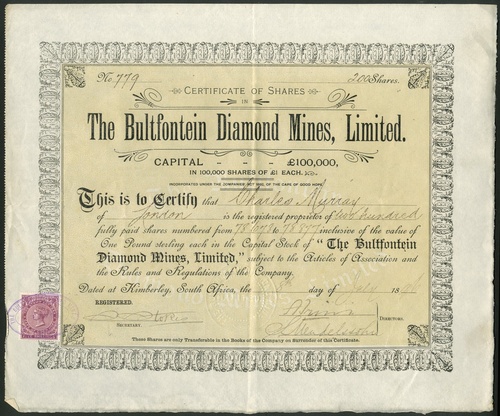 No. 779 200 Shares.
CERTIFICATE OF SHARES
IN
The Bultfontein Diamond Mines, Limited.
CAPITAL - - - £100,000,
IN 100,000 SHARES OF £1 EACH.
INCORPORATED UNDER THE COMPANIES ACT 1892, OF THE CAPE OF GOOD HOPE
This is to Certify that Charles Murray
of London is the registered proprietor of two hundred
fully paid shares numbered from to inclusive of the value of
One Pound sterling each in the Capital Stock of "The Bultfontein
Diamond Mines, Limited," subject to the Articles of Association and
the Rules and Regulations of the Company.
Dated at Kimberley, South Africa, the day of July 18
REGISTERED.
SECRETARY.
DIRECTORS.
These Shares are only Transferable in the Books of the Company on Surrender of this Certificate.